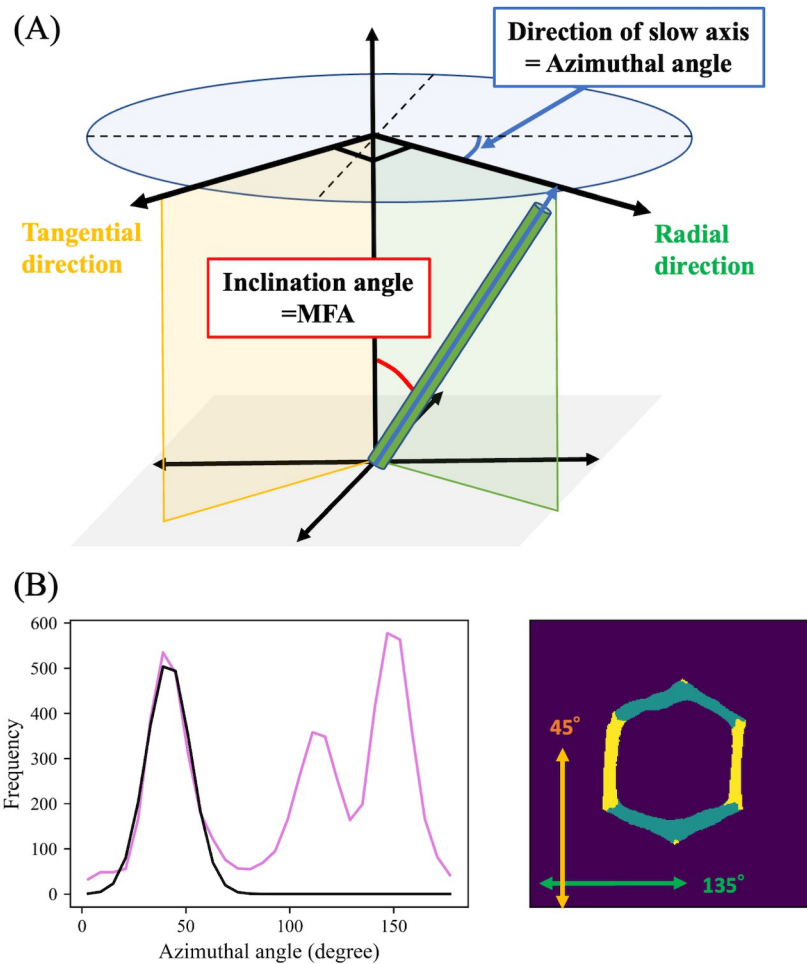 (A)
Direction of slow axis
= Azimuthal angle
Tangential
direction
Radial
direction
Inclination angle
=MFA
(B)
600
500
400
300
200
100
0
Frequency
0
50
100
150
Azimuthal angle (degree)
45°
135°